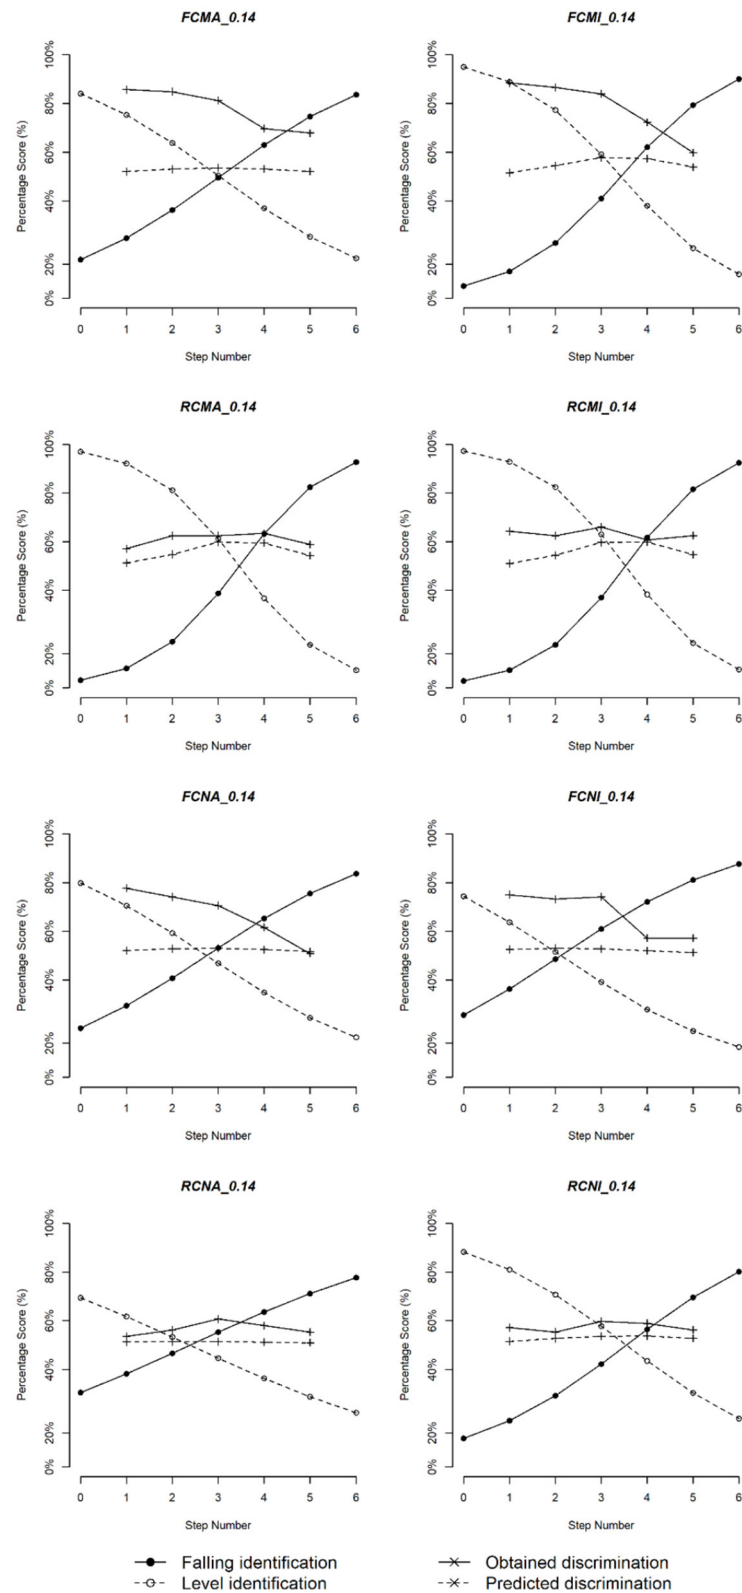 FCMA_0.14
FCMI_0.14
Percentage Score (%)
0% 20% 40% 60% 80% 100%
0 1 2 3 4 5 6
Step Number
Percentage Score (%)
0% 20% 40% 60% 80% 100%
0 1 2 3 4 5 6
Step Number
RCMA_0.14
RCMI_0.14
Percentage Score (%)
0% 20% 40% 60% 80% 100%
0 1 2 3 4 5 6
Step Number
Percentage Score (%)
0% 20% 40% 60% 80% 100%
0 1 2 3 4 5 6
Step Number
FCNA_0.14
FCNI_0.14
Percentage Score (%)
0% 20% 40% 60% 80% 100%
0 1 2 3 4 5 6
Step Number
Percentage Score (%)
0% 20% 40% 60% 80% 100%
0 1 2 3 4 5 6
Step Number
RCNA_0.14
RCNI_0.14
Percentage Score (%)
0% 20% 40% 60% 80% 100%
0 1 2 3 4 5 6
Step Number
Percentage Score (%)
0% 20% 40% 60% 80% 100%
0 1 2 3 4 5 6
Step Number
Falling identification
Level identification
Obtained discrimination
Predicted discrimination